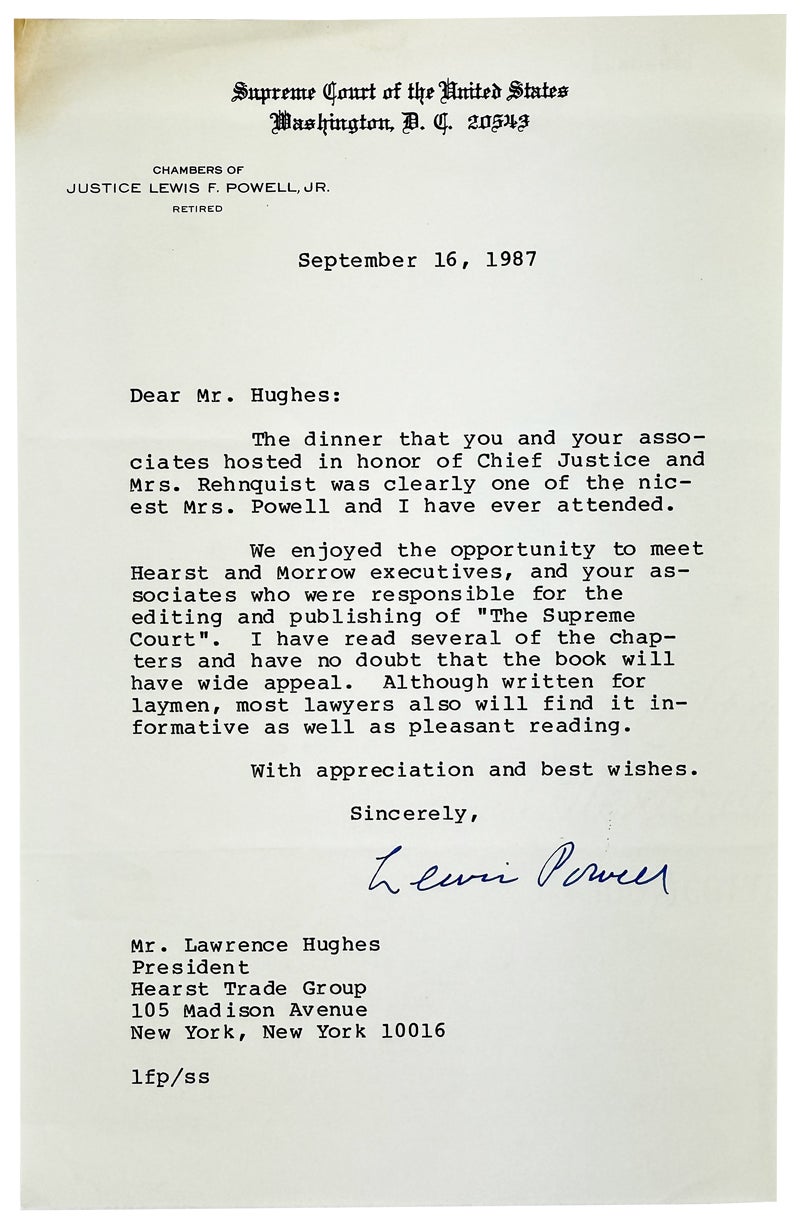 Supreme Court of the United States
Washington, D. C. 20543
CHAMBERS OF
JUSTICE LEWIS F. POWELL, JR.
RETIRED
September 16, 1987
Dear Mr. Hughes:
The dinner that you and your asso-
ciates hosted in honor of Chief Justice and
Mrs. Rehnquist was clearly one of the nic-
est Mrs. Powell and I have ever attended.
We enjoyed the opportunity to meet
Hearst and Morrow executives, and your as-
sociates who were responsible for the
editing and publishing of "The Supreme
Court". I have read several of the chap-
ters and have no doubt that the book will
have wide appeal. Although written for
laymen, most lawyers also will find it in-
formative as well as pleasant reading.
With appreciation and best wishes.
Sincerely,
Lewis Powell
Mr. Lawrence Hughes
President
Hearst Trade Group
105 Madison Avenue
New York, New York 10016
lfp/ss